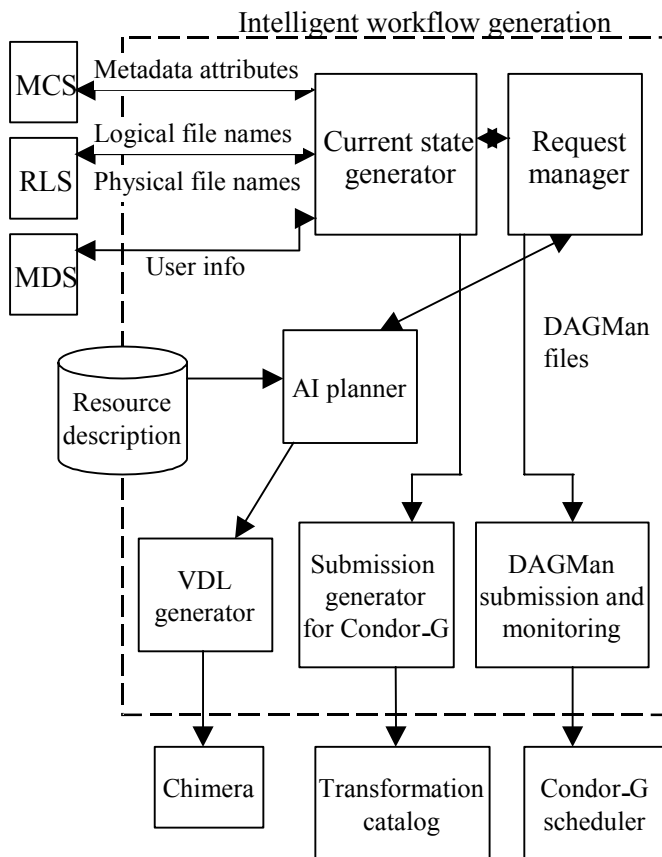 Intelligent workflow generation
MCS
Metadata attributes
Current state
generator
Request
manager
RLS
Logical file names
Physical file names
MDS
User info
DAGMan
files
AI planner
Resource
description
VDL
generator
Submission
generator
for Condor-G
DAGMan
submission and
monitoring
Chimera
Transformation
catalog
Condor-G
scheduler